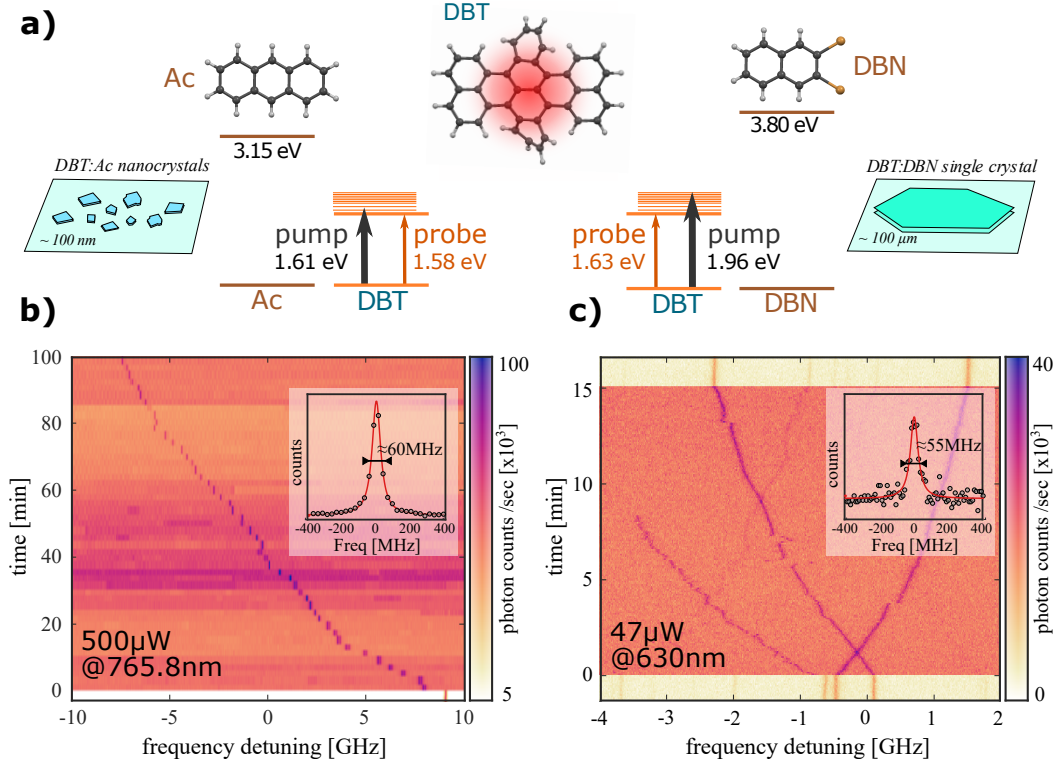 a)
DBT
Ac
DBN
3.15 eV
3.80 eV
DBT:Ac nanocrystals
DBT:DBN single crystal
~ 100 nm
~ 100 µm
pump
1.61 eV
probe
1.58 eV
probe
1.63 eV
pump
1.96 eV
Ac
DBT
DBT
DBN
b)
100
80
60
40
20
0
time [min]
-10
-5
0
5
10
frequency detuning [GHz]
500µW
@765.8nm
counts
≈60MHz
-400
0
400
Freq [MHz]
100
5
photon counts /sec [x10³]
c)
15
10
5
0
time [min]
-4
-3
-2
-1
0
1
2
frequency detuning [GHz]
47µW
@630nm
counts
≈55MHz
-400
0
400
Freq [MHz]
40
0
photon counts /sec [x10³]